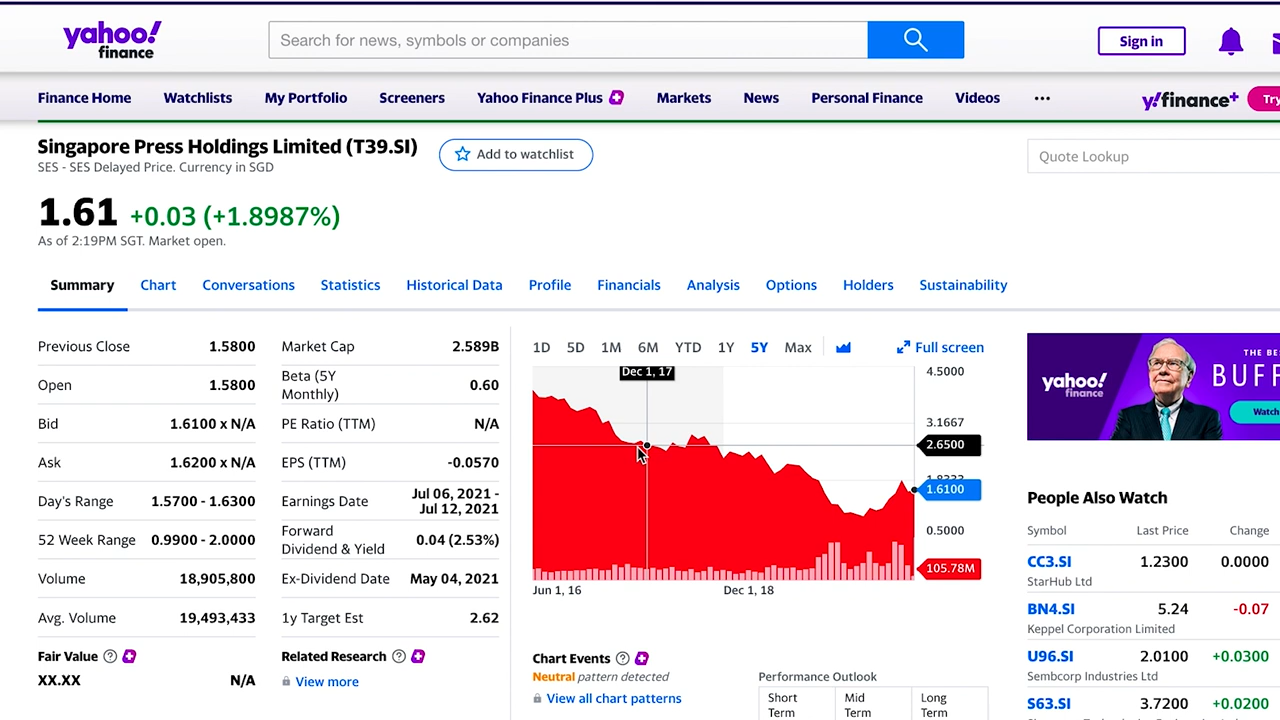 yahoo!
finance
Search for news, symbols or companies
Sign in
Finance Home Watchlists My Portfolio Screeners Yahoo Finance Plus Markets News Personal Finance Videos ... y!finance+ Try
Singapore Press Holdings Limited (T39.SI)
Add to watchlist
SES - SES Delayed Price. Currency in SGD
Quote Lookup
1.61 +0.03 (+1.8987%)
As of 2:19PM SGT. Market open.
Summary Chart Conversations Statistics Historical Data Profile Financials Analysis Options Holders Sustainability
Previous Close 1.5800
Open 1.5800
Bid 1.6100 x N/A
Ask 1.6200 x N/A
Day's Range 1.5700 - 1.6300
52 Week Range 0.9900 - 2.0000
Volume 18,905,800
Avg. Volume 19,493,433
Fair Value
XX.XX N/A
Market Cap 2.589B
Beta (5Y
Monthly) 0.60
PE Ratio (TTM) N/A
EPS (TTM) -0.0570
Earnings Date Jul 06, 2021 -
Jul 12, 2021
Forward
Dividend & Yield 0.04 (2.53%)
Ex-Dividend Date May 04, 2021
1y Target Est 2.62
Related Research
View more
1D 5D 1M 6M YTD 1Y 5Y Max Full screen
Dec 1, 17
4.5000
3.1667
2.6500
1.8333
1.6100
0.5000
105.78M
Jun 1, 16 Dec 1, 18
Chart Events
Neutral pattern detected
View all chart patterns
Performance Outlook
Short
Term
Mid
Term
Long
Term
yahoo!
finance
THE BE
BUFF
Watch
People Also Watch
Symbol Last Price Change
CC3.SI 1.2300 0.0000
StarHub Ltd
BN4.SI 5.24 -0.07
Keppel Corporation Limited
U96.SI 2.0100 +0.0300
Sembcorp Industries Ltd
S63.SI 3.7200 +0.0200